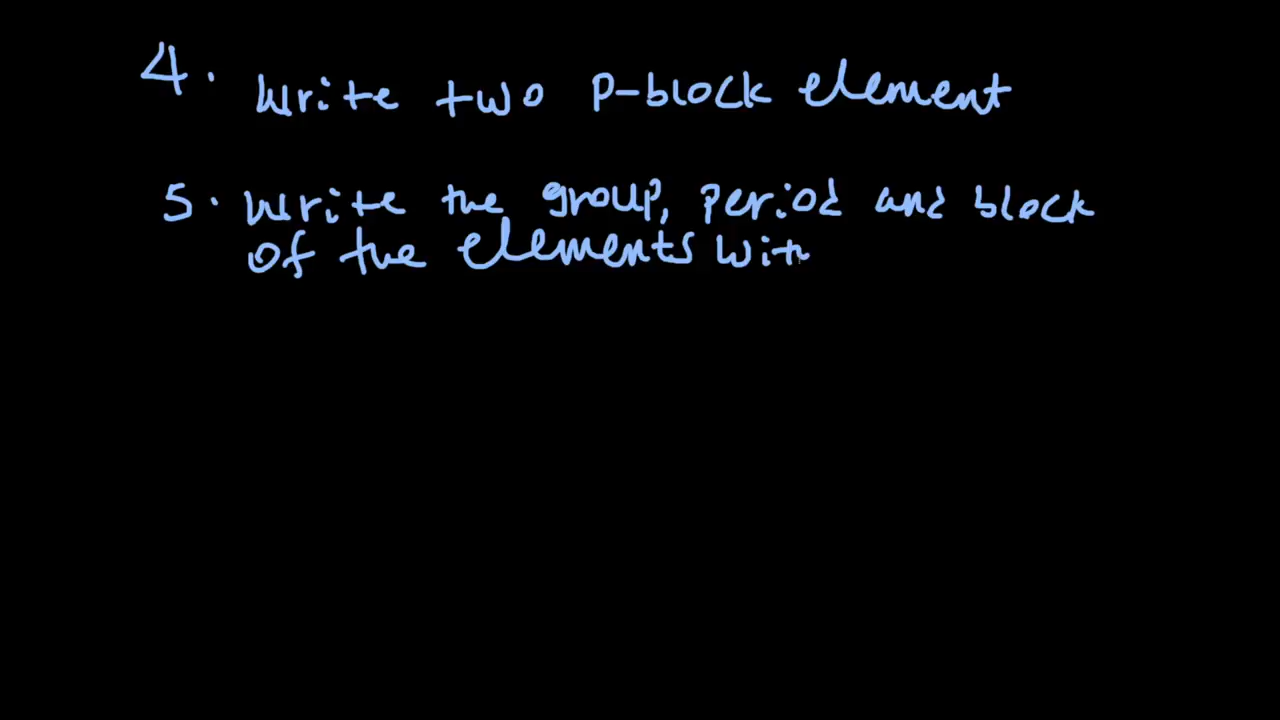 4. Write two p-block element
5. Write the group, period and block
of the elements with